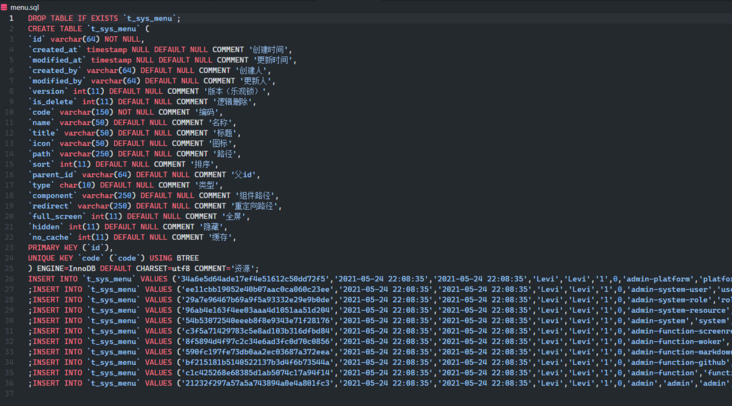 menu.sql
1 DROP TABLE IF EXISTS `t_sys_menu`;
2 CREATE TABLE `t_sys_menu` (
3 `id` varchar(64) NOT NULL,
4 `created_at` timestamp NULL DEFAULT NULL COMMENT '创建时间',
5 `modified_at` timestamp NULL DEFAULT NULL COMMENT '更新时间',
6 `created_by` varchar(64) DEFAULT NULL COMMENT '创建人',
7 `modified_by` varchar(64) DEFAULT NULL COMMENT '更新人',
8 `version` int(11) DEFAULT NULL COMMENT '版本（乐观锁）',
9 `is_delete` int(11) DEFAULT NULL COMMENT '逻辑删除',
10 `code` varchar(150) NOT NULL COMMENT '编码',
11 `name` varchar(50) DEFAULT NULL COMMENT '名称',
12 `title` varchar(50) DEFAULT NULL COMMENT '标题',
13 `icon` varchar(50) DEFAULT NULL COMMENT '图标',
14 `path` varchar(250) DEFAULT NULL COMMENT '路径',
15 `sort` int(11) DEFAULT NULL COMMENT '排序',
16 `parent_id` varchar(64) DEFAULT NULL COMMENT '父id',
17 `type` char(10) DEFAULT NULL COMMENT '类型',
18 `component` varchar(250) DEFAULT NULL COMMENT '组件路径',
19 `redirect` varchar(250) DEFAULT NULL COMMENT '重定向路径',
20 `full_screen` int(11) DEFAULT NULL COMMENT '全屏',
21 `hidden` int(11) DEFAULT NULL COMMENT '隐藏',
22 `no_cache` int(11) DEFAULT NULL COMMENT '缓存',
23 PRIMARY KEY (`id`),
24 UNIQUE KEY `code` (`code`) USING BTREE
25 ) ENGINE=InnoDB DEFAULT CHARSET=utf8 COMMENT='资源';
26 INSERT INTO `t_sys_menu` VALUES ('34a6e5d64ade17ef4e51612c50dd72f5','2021-05-24 22:08:35','2021-05-24 22:08:35','Levi','Levi','1',0,'admin-platform','platfor
27 ;INSERT INTO `t_sys_menu` VALUES ('ee11cbb19052e40b07aac0ca060c23ee','2021-05-24 22:08:35','2021-05-24 22:08:35','Levi','Levi','1',0,'admin-system-user','use
28 ;INSERT INTO `t_sys_menu` VALUES ('29a7e96467b69a9f5a93332e29e9b0de','2021-05-24 22:08:35','2021-05-24 22:08:35','Levi','Levi','1',0,'admin-system-role','rol
29 ;INSERT INTO `t_sys_menu` VALUES ('96ab4e163f4ee03aaa4d1051aa51d204','2021-05-24 22:08:35','2021-05-24 22:08:35','Levi','Levi','1',0,'admin-system-resource'
30 ;INSERT INTO `t_sys_menu` VALUES ('54b53072540eeeb8f8e9343e71f28176','2021-05-24 22:08:35','2021-05-24 22:08:35','Levi','Levi','1',0,'admin-system','system'
31 ;INSERT INTO `t_sys_menu` VALUES ('c3f5a71429783c5e8ad103b316dfbd84','2021-05-24 22:08:35','2021-05-24 22:08:35','Levi','Levi','1',0,'admin-function-screenre
32 ;INSERT INTO `t_sys_menu` VALUES ('8f5894d4f97c2c34e6ad3fc0d70c0856','2021-05-24 22:08:35','2021-05-24 22:08:35','Levi','Levi','1',0,'admin-function-moker',
33 ;INSERT INTO `t_sys_menu` VALUES ('590fc197fe73db0aa2ec03687a372eea','2021-05-24 22:08:35','2021-05-24 22:08:35','Levi','Levi','1',0,'admin-function-markdown
34 ;INSERT INTO `t_sys_menu` VALUES ('bf215181b5140522137b3d4f6b73544a','2021-05-24 22:08:35','2021-05-24 22:08:35','Levi','Levi','1',0,'admin-function-github'
35 ;INSERT INTO `t_sys_menu` VALUES ('c1c425268e68385d1ab5074c17a94f14','2021-05-24 22:08:35','2021-05-24 22:08:35','Levi','Levi','1',0,'admin-function','functi
36 ;INSERT INTO `t_sys_menu` VALUES ('21232f297a57a5a743894a0e4a801fc3','2021-05-24 22:08:35','2021-05-24 22:08:35','Levi','Levi','1',0,'admin','admin','admin'
37